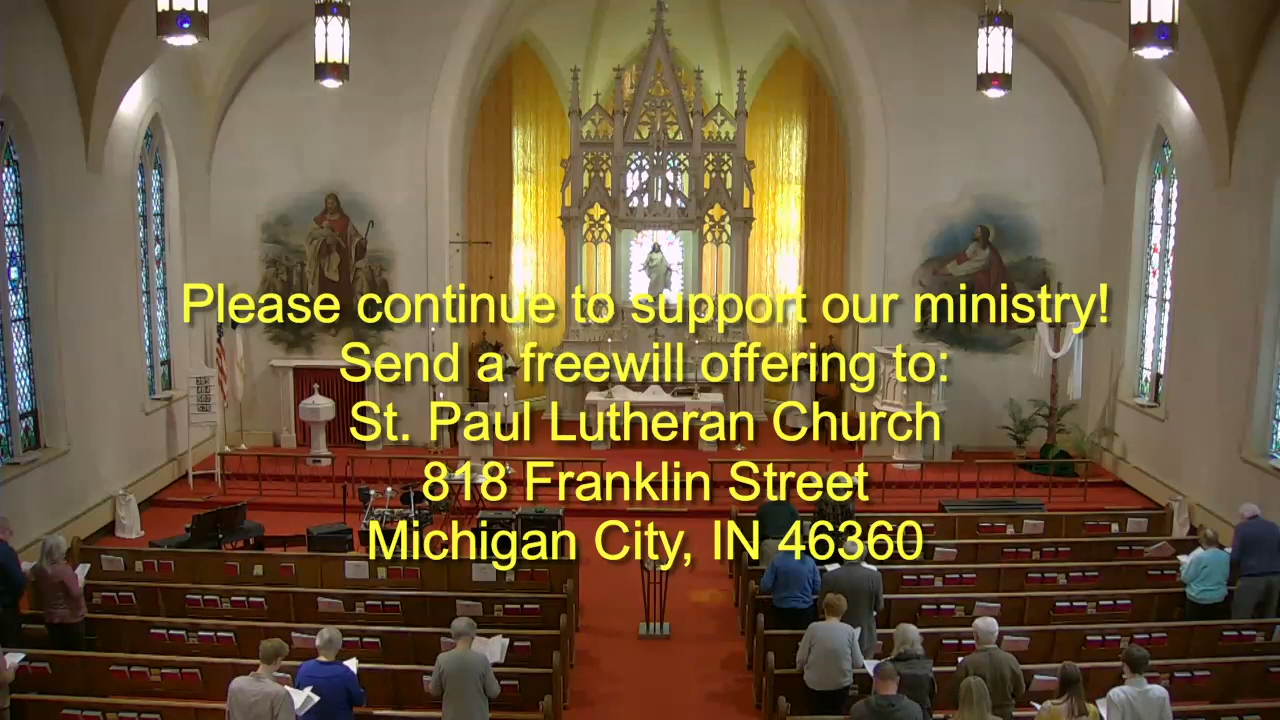 Please continue to support our ministry!
Send a freewill offering to:
St. Paul Lutheran Church
818 Franklin Street
Michigan City, IN 46360